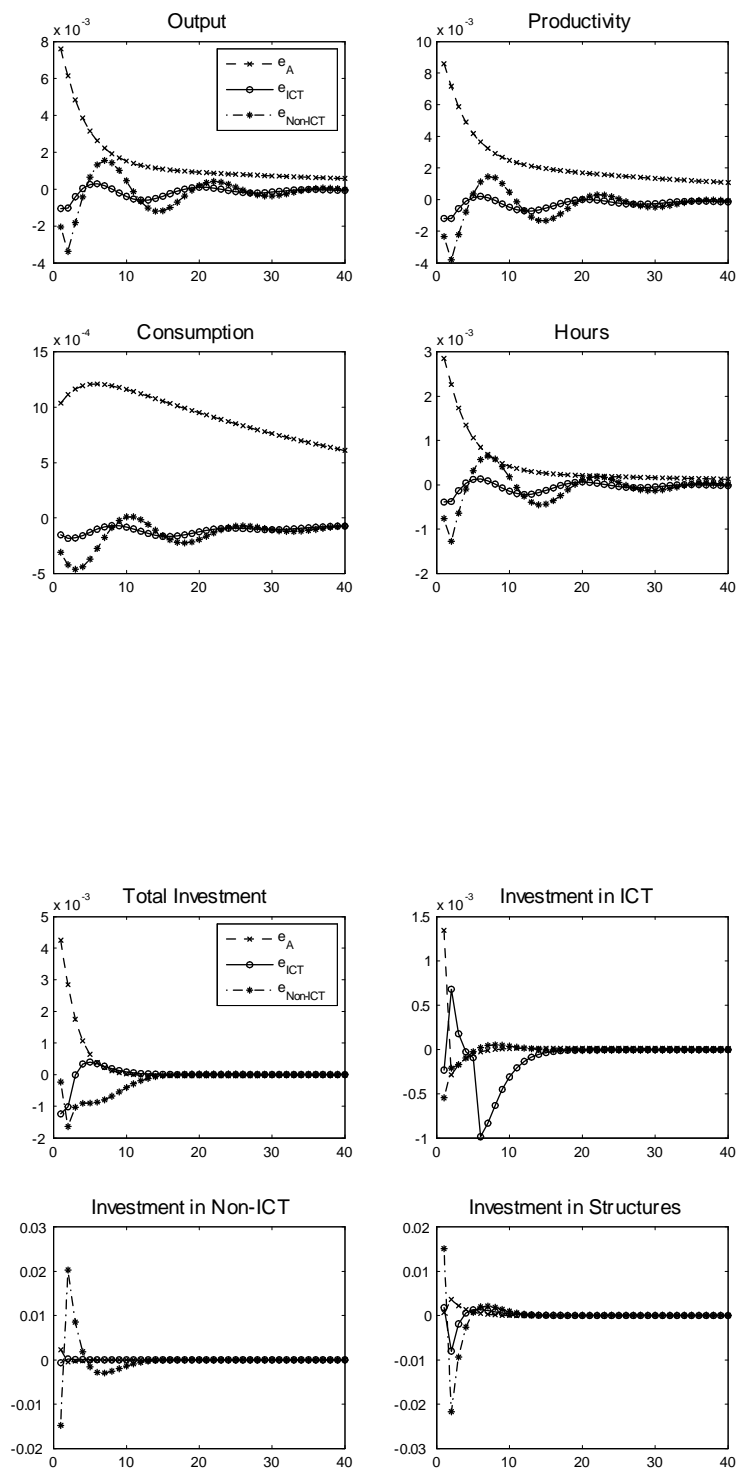 Output
x 10^-3
8
6
4
2
0
-2
-4
0 10 20 30 40
e_A
e_ICT
e_Non-ICT
Productivity
x 10^-3
10
8
6
4
2
0
-2
-4
0 10 20 30 40
Consumption
x 10^-4
15
10
5
0
-5
0 10 20 30 40
Hours
x 10^-3
3
2
1
0
-1
-2
0 10 20 30 40
Total Investment
x 10^-3
5
4
3
2
1
0
-1
-2
0 10 20 30 40
e_A
e_ICT
e_Non-ICT
Investment in ICT
x 10^-3
1.5
1
0.5
0
-0.5
-1
0 10 20 30 40
Investment in Non-ICT
0.03
0.02
0.01
0
-0.01
-0.02
0 10 20 30 40
Investment in Structures
0.02
0.01
0
-0.01
-0.02
-0.03
0 10 20 30 40